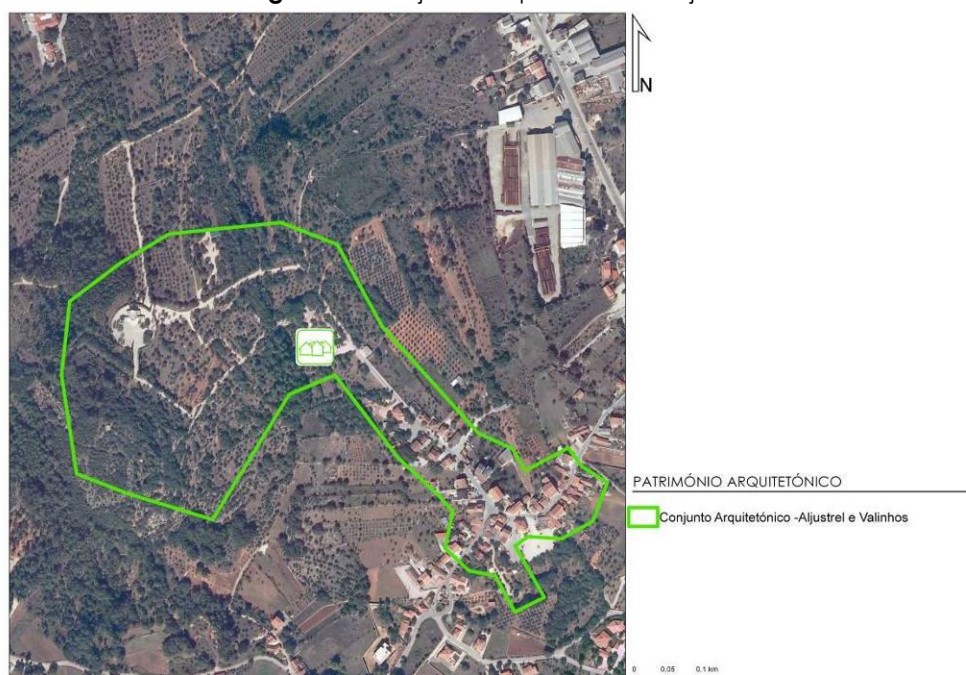 N
PATRIMÓNIO ARQUITETÓNICO
Conjunto Arquitetónico -Aljustrel e Valinhos
0 0,05 0,1 km